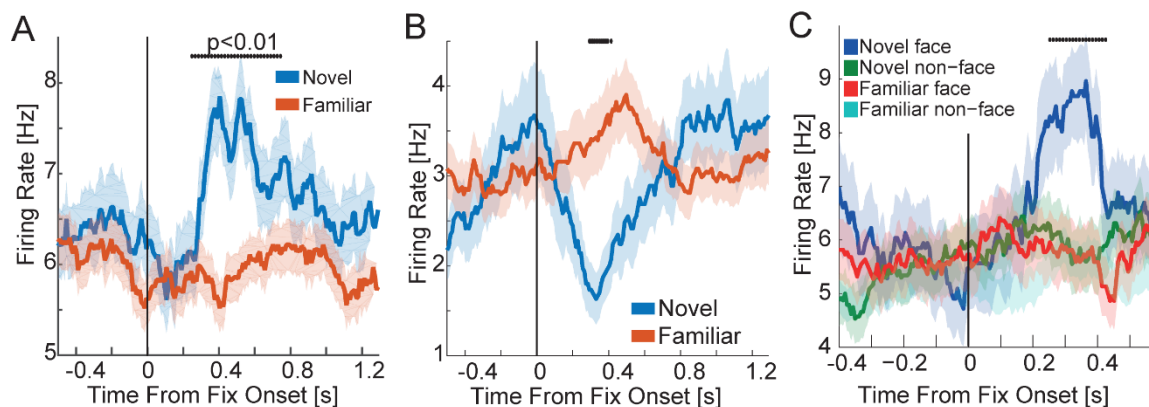 A
Firing Rate [Hz]
8
7
6
5
p<0.01
Novel
Familiar
-0.4 0 0.4 0.8 1.2
Time From Fix Onset [s]
B
Firing Rate [Hz]
4
3
2
1
Novel
Familiar
-0.4 0 0.4 0.8 1.2
Time From Fix Onset [s]
C
Firing Rate [Hz]
9
8
7
6
5
4
Novel face
Novel non-face
Familiar face
Familiar non-face
-0.4 −0.2 0 0.2 0.4
Time From Fix Onset [s]